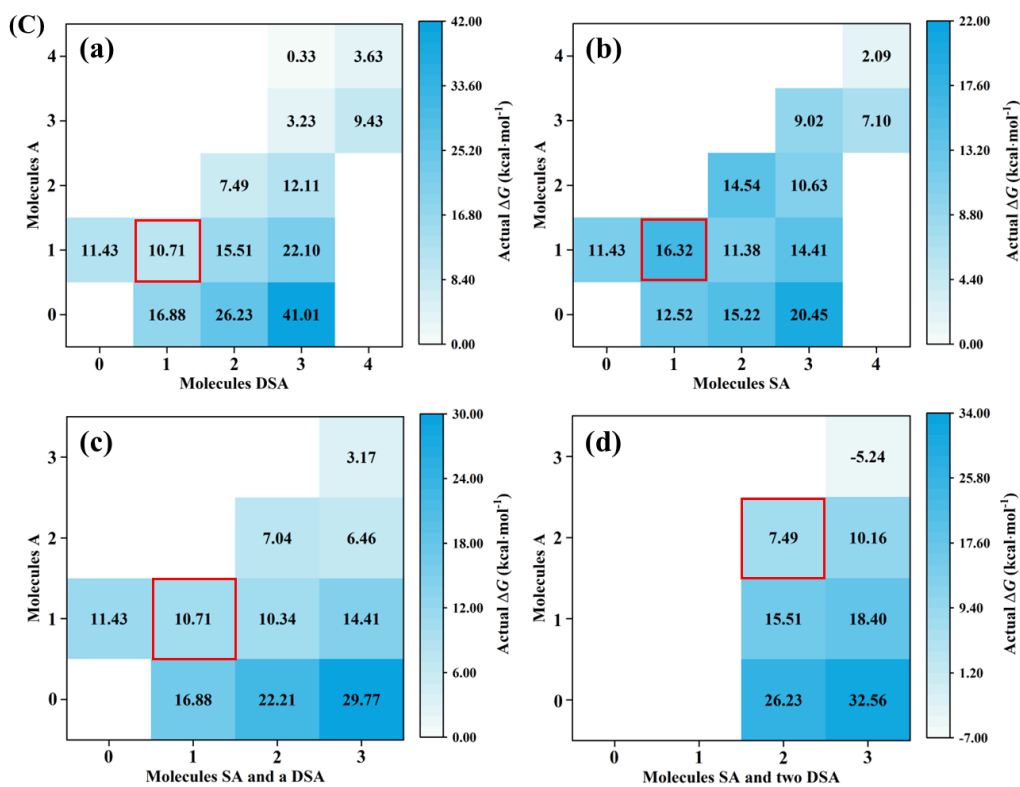 (C)
(a)
4
0.33 3.63
3
3.23 9.43
2
7.49 12.11
1
11.43 10.71 15.51 22.10
0
16.88 26.23 41.01
0 1 2 3 4
Molecules DSA
Molecules A
42.00
33.60
25.20
16.80
8.40
0.00
Actual ΔG (kcal·mol⁻¹)
(b)
4
2.09
3
9.02 7.10
2
14.54 10.63
1
11.43 16.32 11.38 14.41
0
12.52 15.22 20.45
0 1 2 3 4
Molecules SA
Molecules A
22.00
17.60
13.20
8.80
4.40
0.00
Actual ΔG (kcal·mol⁻¹)
(c)
3
3.17
2
7.04 6.46
1
11.43 10.71 10.34 14.41
0
16.88 22.21 29.77
0 1 2 3
Molecules SA and a DSA
Molecules A
30.00
24.00
18.00
12.00
6.00
0.00
Actual ΔG (kcal·mol⁻¹)
(d)
3
-5.24
2
7.49 10.16
1
15.51 18.40
0
26.23 32.56
0 1 2 3
Molecules SA and two DSA
Molecules A
34.00
25.80
17.60
9.40
1.20
-7.00
Actual ΔG (kcal·mol⁻¹)